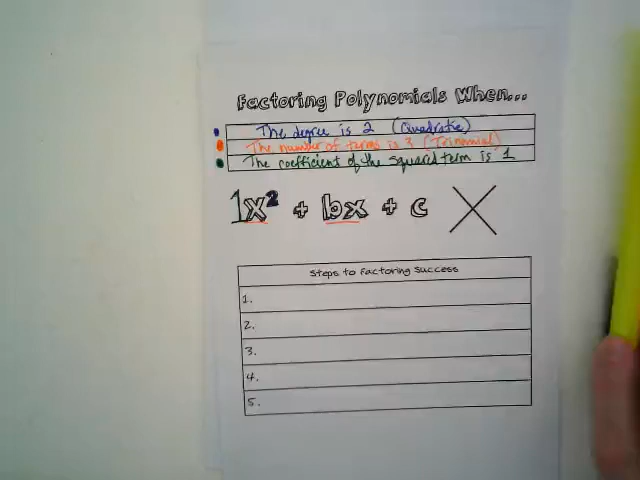 Factoring Polynomials When...
The degree is 2 (Quadratic)
The number of terms is 3 (Trinomial)
The coefficient of the squared term is 1
1x² + bx + c
Steps to Factoring Success
1.
2.
3.
4.
5.